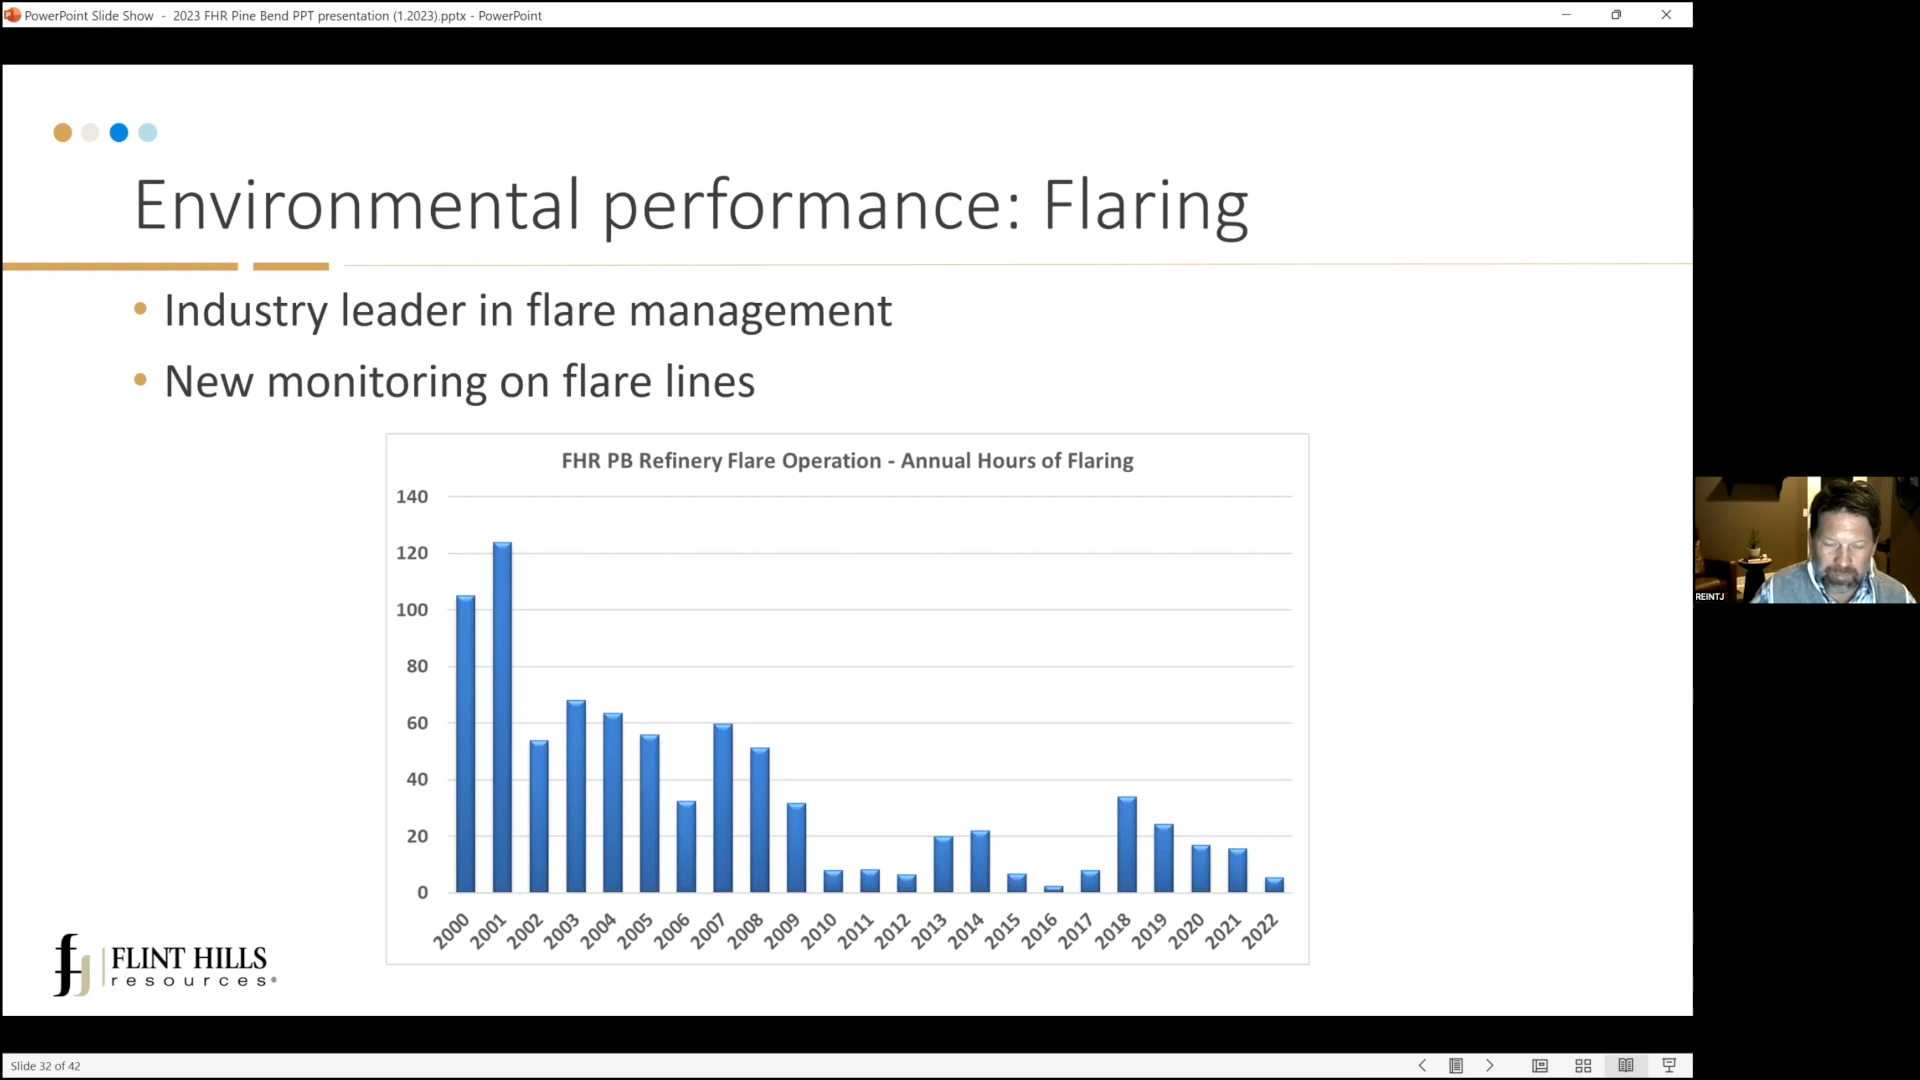 PowerPoint Slide Show - 2023 FHR Pine Bend PPT presentation (1.2023).pptx - PowerPoint
Environmental performance: Flaring
• Industry leader in flare management
• New monitoring on flare lines
FHR PB Refinery Flare Operation - Annual Hours of Flaring
140
120
100
80
60
40
20
0
2000 2001 2002 2003 2004 2005 2006 2007 2008 2009 2010 2011 2012 2013 2014 2015 2016 2017 2018 2019 2020 2021 2022
FLINT HILLS
resources®
REINTJ
Slide 32 of 42